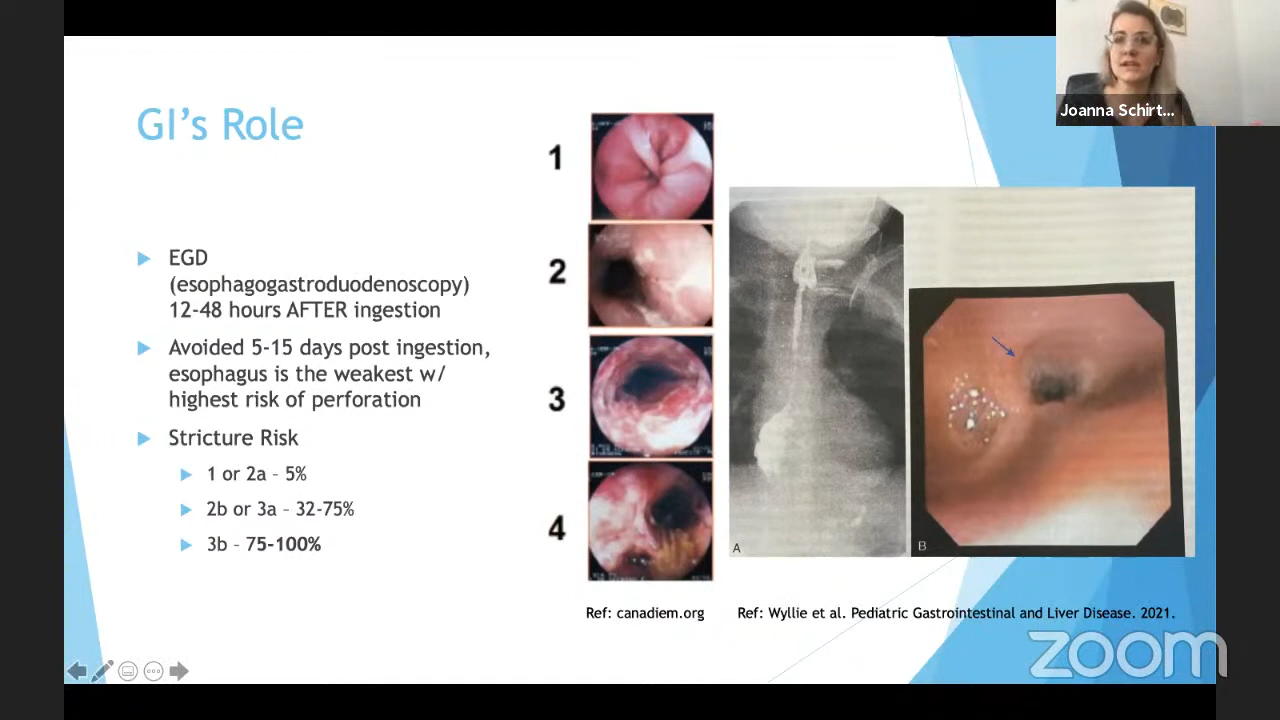 GI's Role
EGD
(esophagogastroduodenoscopy)
12-48 hours AFTER ingestion
Avoided 5-15 days post ingestion,
esophagus is the weakest w/
highest risk of perforation
Stricture Risk
1 or 2a – 5%
2b or 3a – 32-75%
3b – 75-100%
1
2
3
4
A
B
Ref: canadiem.org
Ref: Wyllie et al. Pediatric Gastrointestinal and Liver Disease. 2021.
Joanna Schirt...
zoom